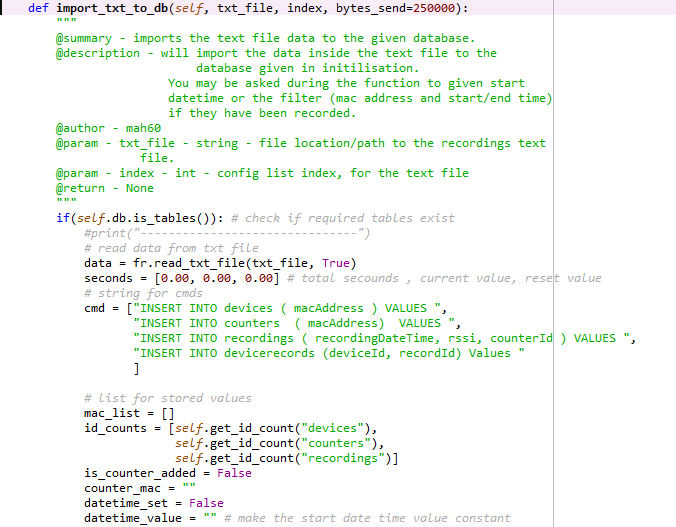 def import_txt_to_db(self, txt_file, index, bytes_send=250000):
"""
@summary - imports the text file data to the given database.
@description - will import the data inside the text file to the
database given in initilisation.
You may be asked during the function to given start
datetime or the filter (mac address and start/end time)
if they have been recorded.
@author - mah60
@param - txt_file - string - file location/path to the recordings text
file.
@param - index - int - config list index, for the text file
@return - None
"""
if(self.db.is_tables()): # check if required tables exist
#print("-------------------------------")
# read data from txt file
data = fr.read_txt_file(txt_file, True)
seconds = [0.00, 0.00, 0.00] # total secounds , current value, reset value
# string for cmds
cmd = ["INSERT INTO devices ( macAddress ) VALUES ",
"INSERT INTO counters  ( macAddress)  VALUES ",
"INSERT INTO recordings ( recordingDateTime, rssi, counterId ) VALUES ",
"INSERT INTO devicerecords (deviceId, recordId) Values "
]
# list for stored values
mac_list = []
id_counts = [self.get_id_count("devices"),
self.get_id_count("counters"),
self.get_id_count("recordings")]
is_counter_added = False
counter_mac = ""
datetime_set = False
datetime_value = "" # make the start date time value constant